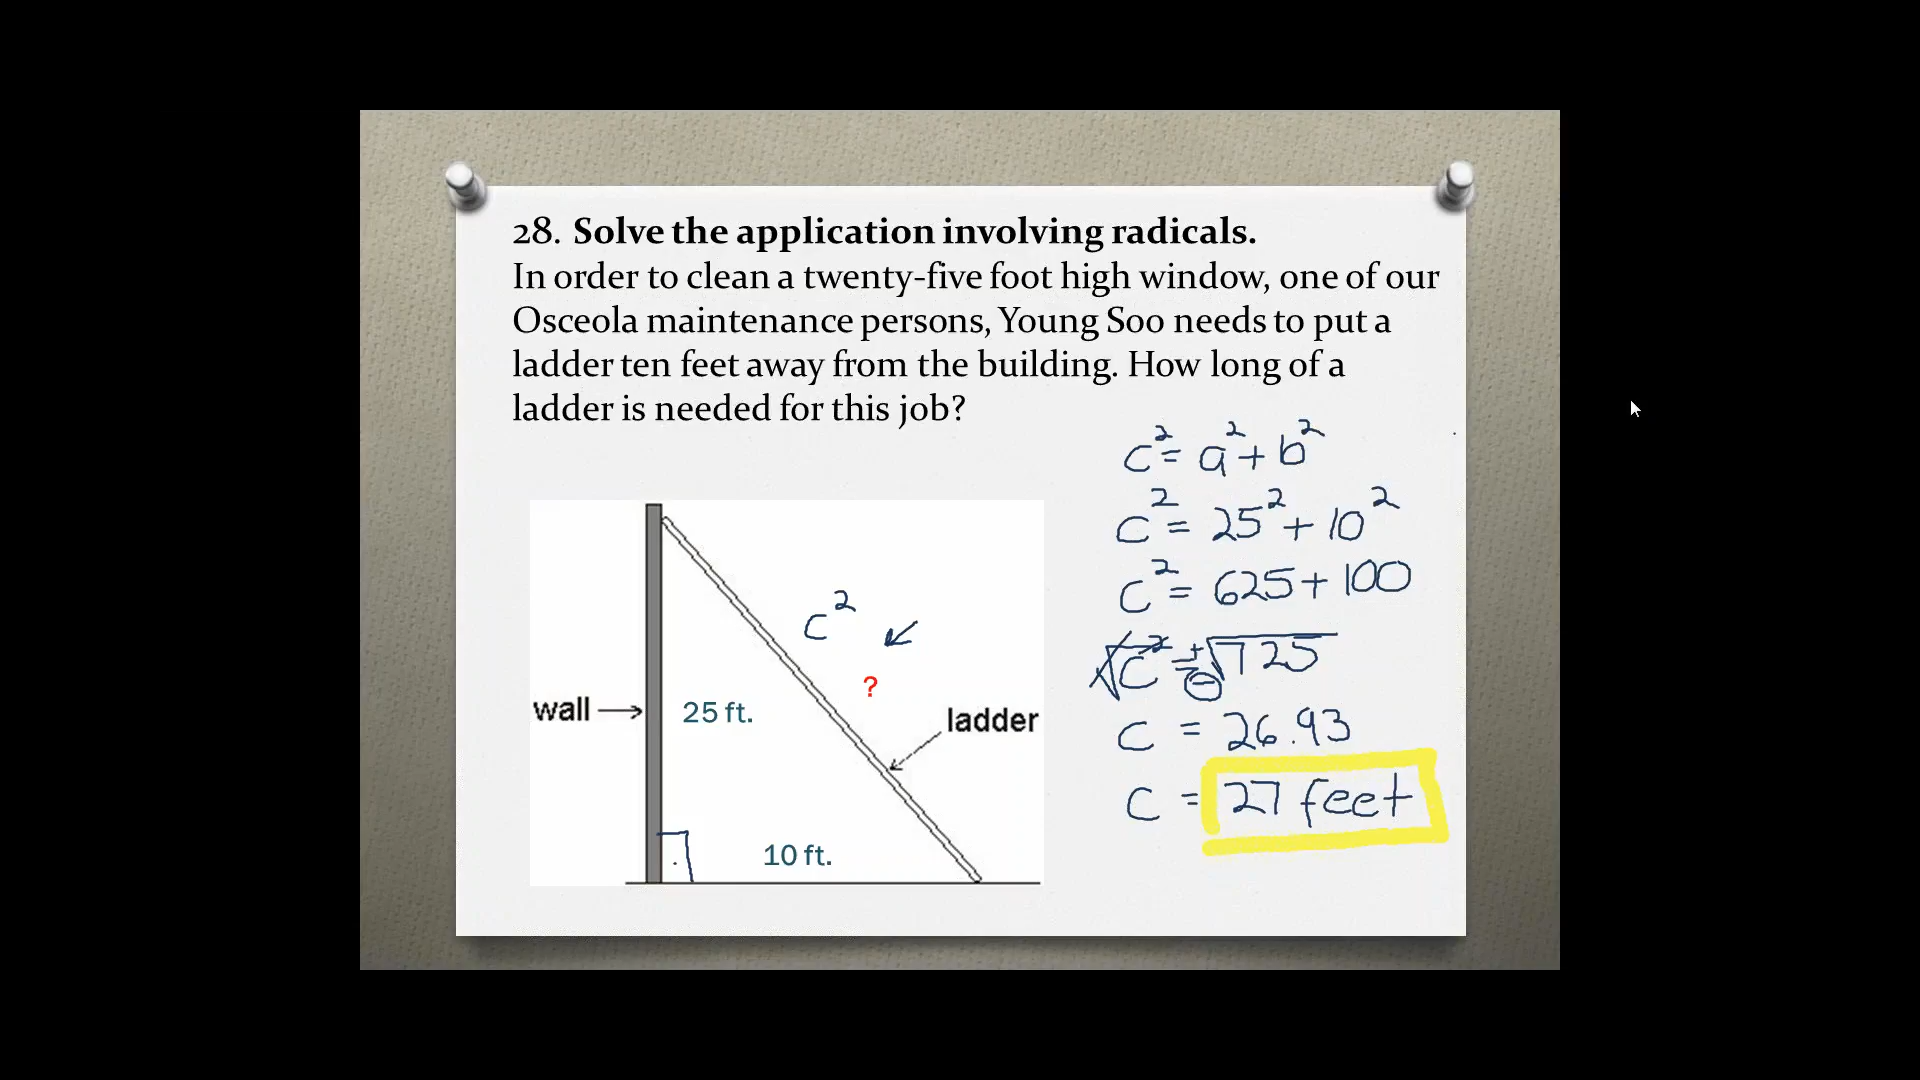 28. Solve the application involving radicals.
In order to clean a twenty-five foot high window, one of our
Osceola maintenance persons, Young Soo needs to put a
ladder ten feet away from the building. How long of a
ladder is needed for this job?
c² = a² + b²
c² = 25² + 10²
c² = 625 + 100
√c² = ±√725
c = 26.93
c = 27 feet
c²
?
wall
25 ft.
ladder
10 ft.